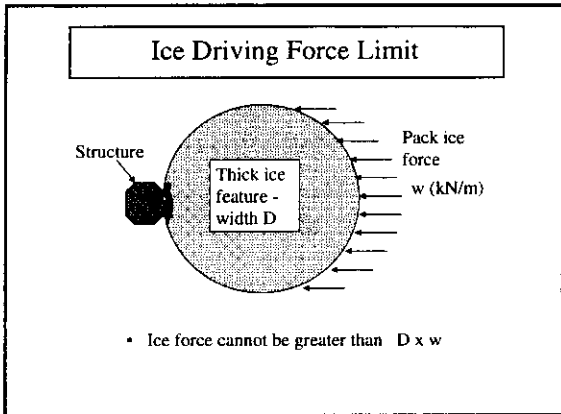 Ice Driving Force Limit
Structure
Thick ice
feature -
width D
Pack ice
force
w (kN/m)
• Ice force cannot be greater than D x w